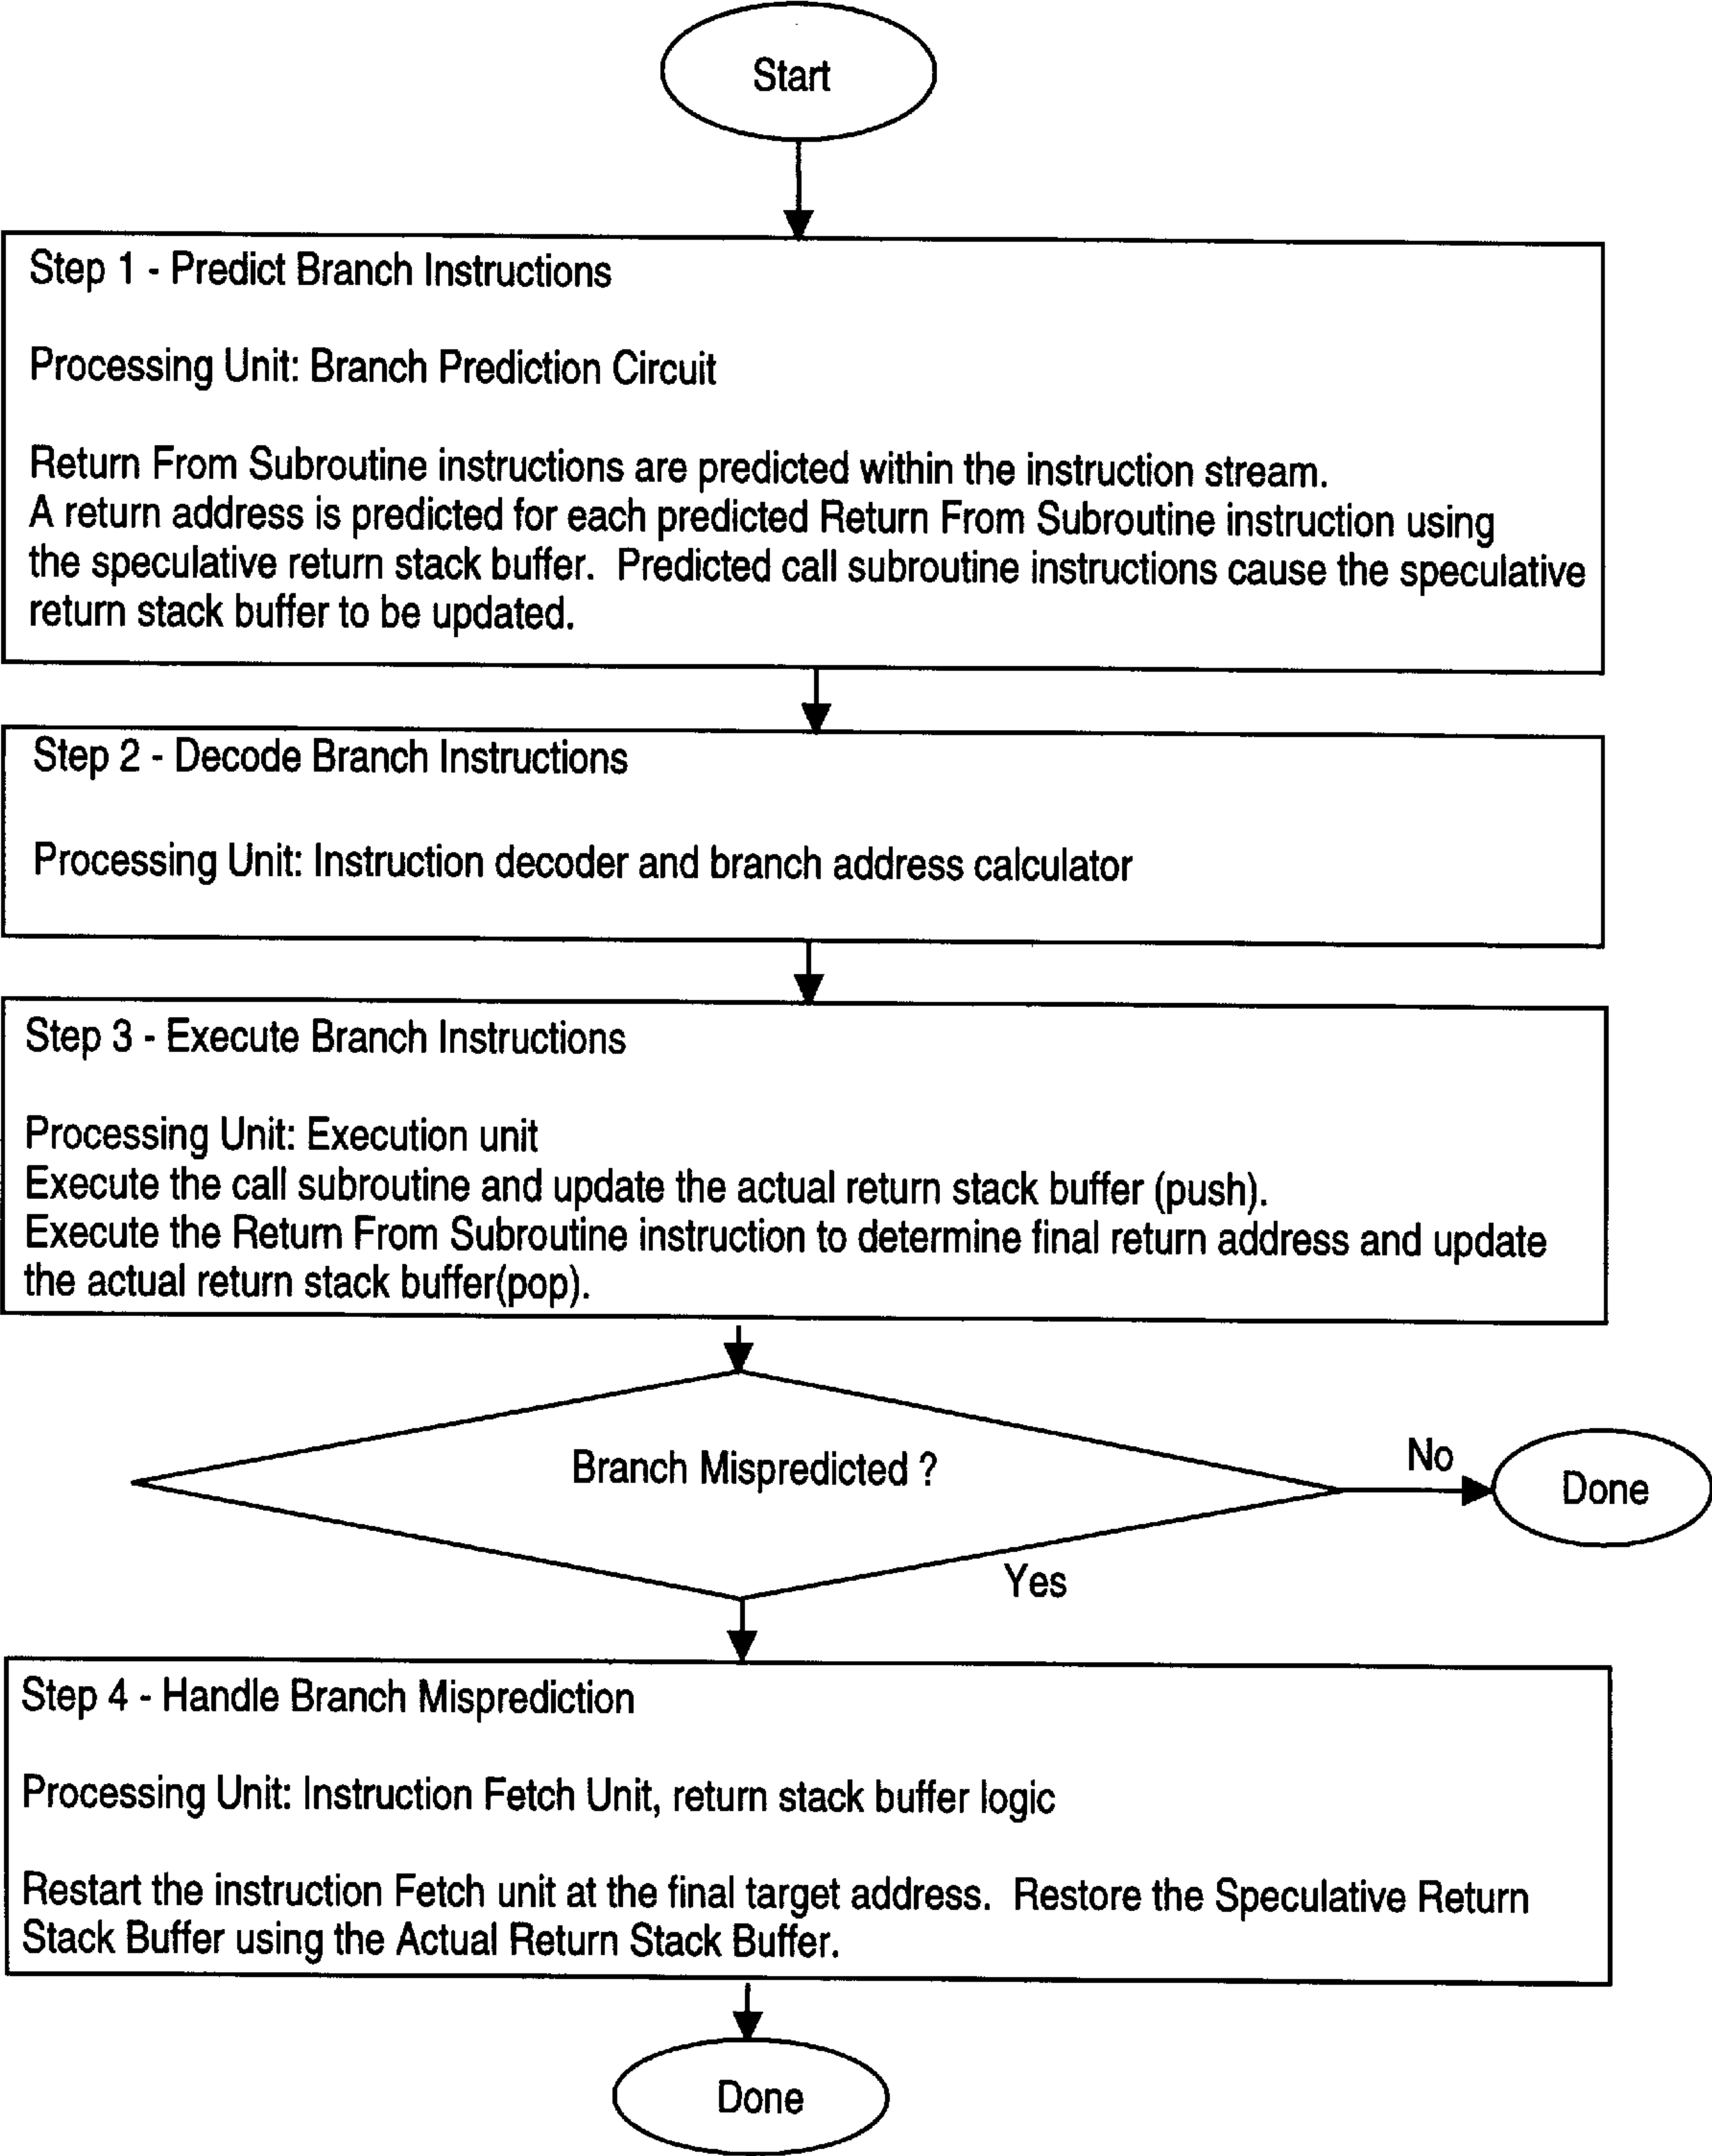 Start
Step 1 - Predict Branch Instructions
Processing Unit: Branch Prediction Circuit
Return From Subroutine instructions are predicted within the instruction stream.
A return address is predicted for each predicted Return From Subroutine instruction using
the speculative return stack buffer.  Predicted call subroutine instructions cause the speculative
return stack buffer to be updated.
Step 2 - Decode Branch Instructions
Processing Unit: Instruction decoder and branch address calculator
Step 3 - Execute Branch Instructions
Processing Unit: Execution unit
Execute the call subroutine and update the actual return stack buffer (push).
Execute the Return From Subroutine instruction to determine final return address and update
the actual return stack buffer(pop).
Branch Mispredicted ?
No
Done
Yes
Step 4 - Handle Branch Misprediction
Processing Unit: Instruction Fetch Unit, return stack buffer logic
Restart the instruction Fetch unit at the final target address.  Restore the Speculative Return
Stack Buffer using the Actual Return Stack Buffer.
Done